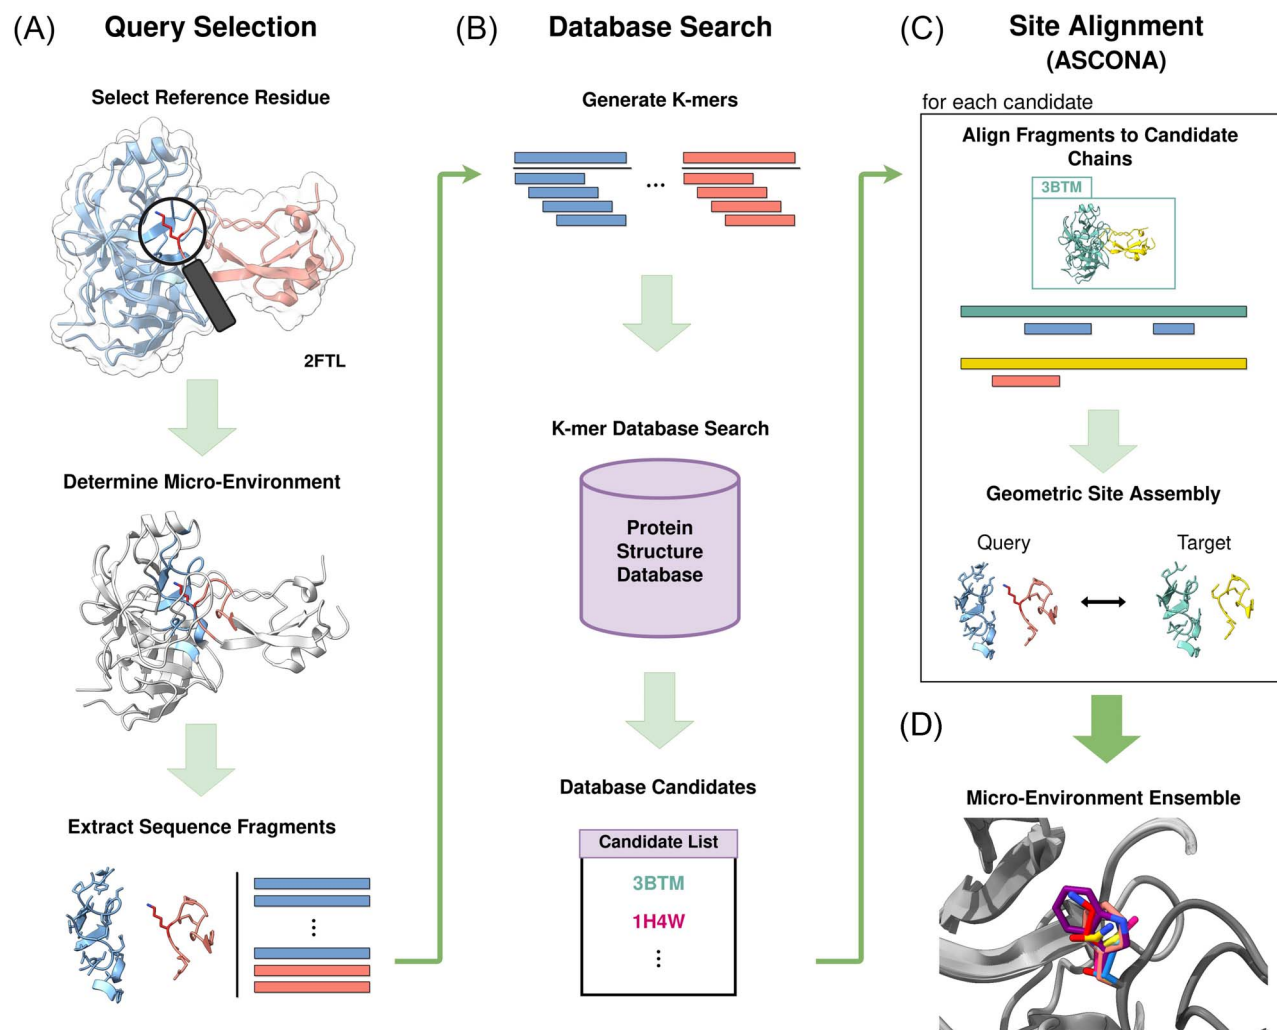 (A) Query Selection
Select Reference Residue
2FTL
Determine Micro-Environment
Extract Sequence Fragments
⋮
(B) Database Search
Generate K-mers
...
K-mer Database Search
Protein
Structure
Database
Database Candidates
Candidate List
3BTM
1H4W
⋮
(C) Site Alignment
(ASCONA)
for each candidate
Align Fragments to Candidate
Chains
3BTM
Geometric Site Assembly
Query Target
(D)
Micro-Environment Ensemble